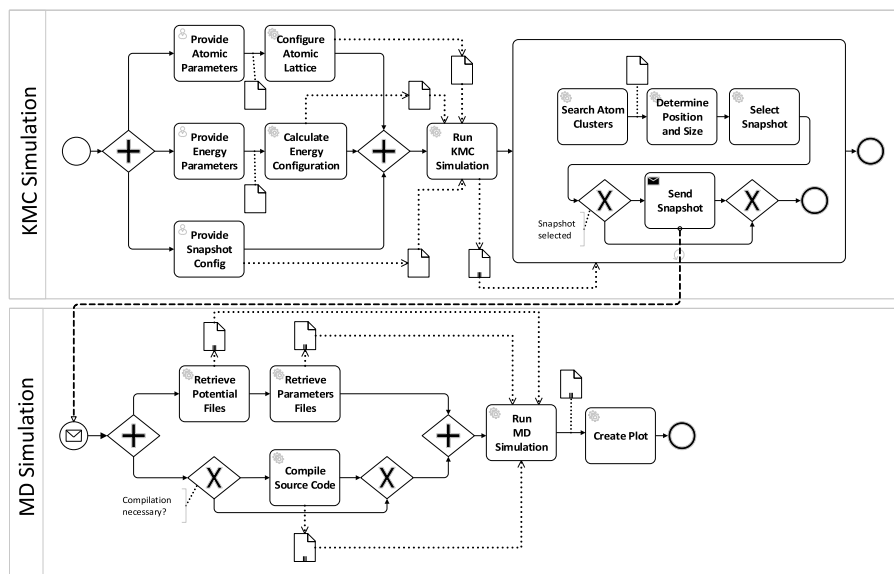 KMC Simulation
Provide
Atomic
Parameters
Configure
Atomic
Lattice
Provide
Energy
Parameters
Calculate
Energy
Configuration
Provide
Snapshot
Config
Run
KMC
Simulation
Search Atom
Clusters
Determine
Position
and Size
Select
Snapshot
X
Snapshot
selected
Send
Snapshot
X
MD Simulation
Retrieve
Potential
Files
Retrieve
Parameters
Files
X
Compilation
necessary?
Compile
Source Code
X
Run
MD
Simulation
Create Plot